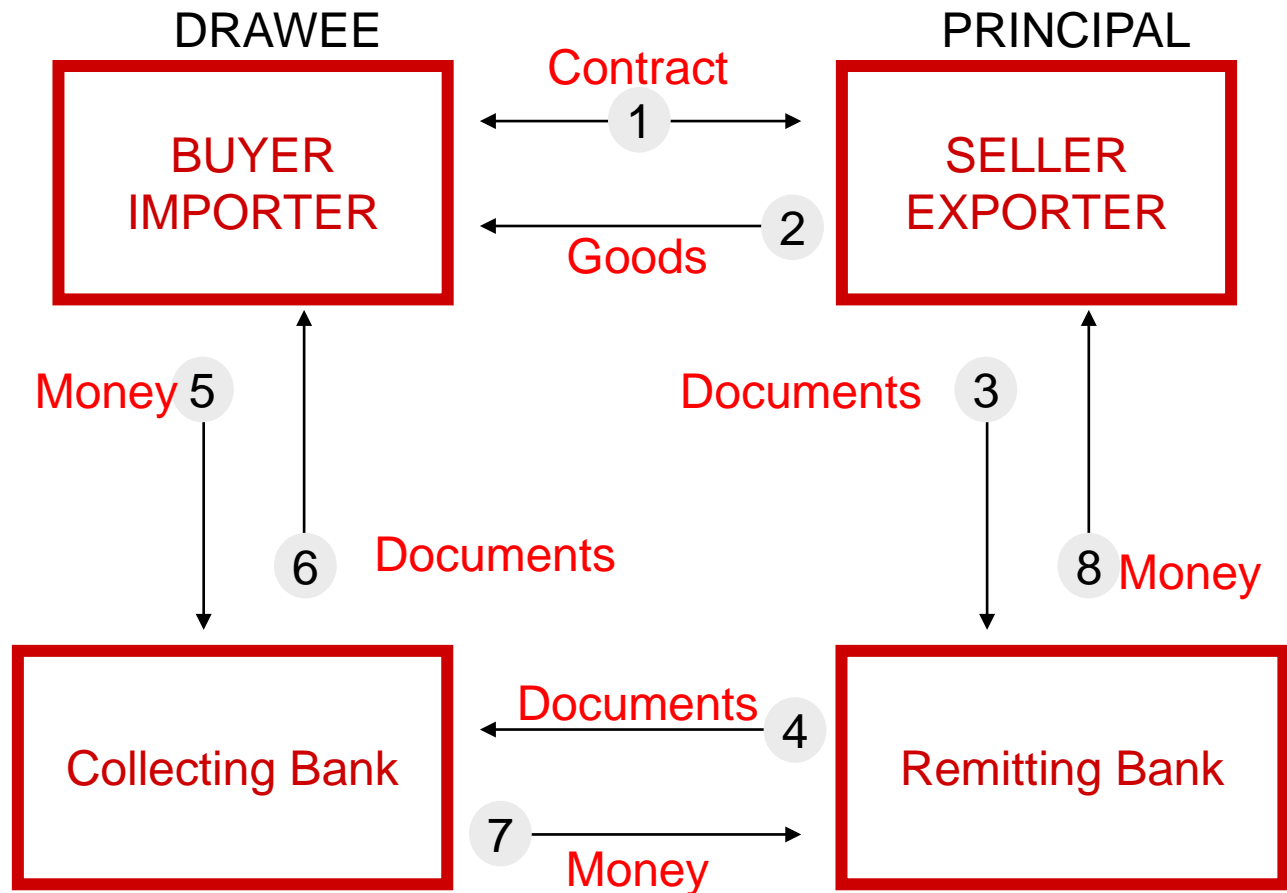 DRAWEE
PRINCIPAL
Contract
1
BUYER
IMPORTER
SELLER
EXPORTER
2
Goods
Money 5
Documents 3
6 Documents
8 Money
Documents
4
Collecting Bank
Remitting Bank
7
Money